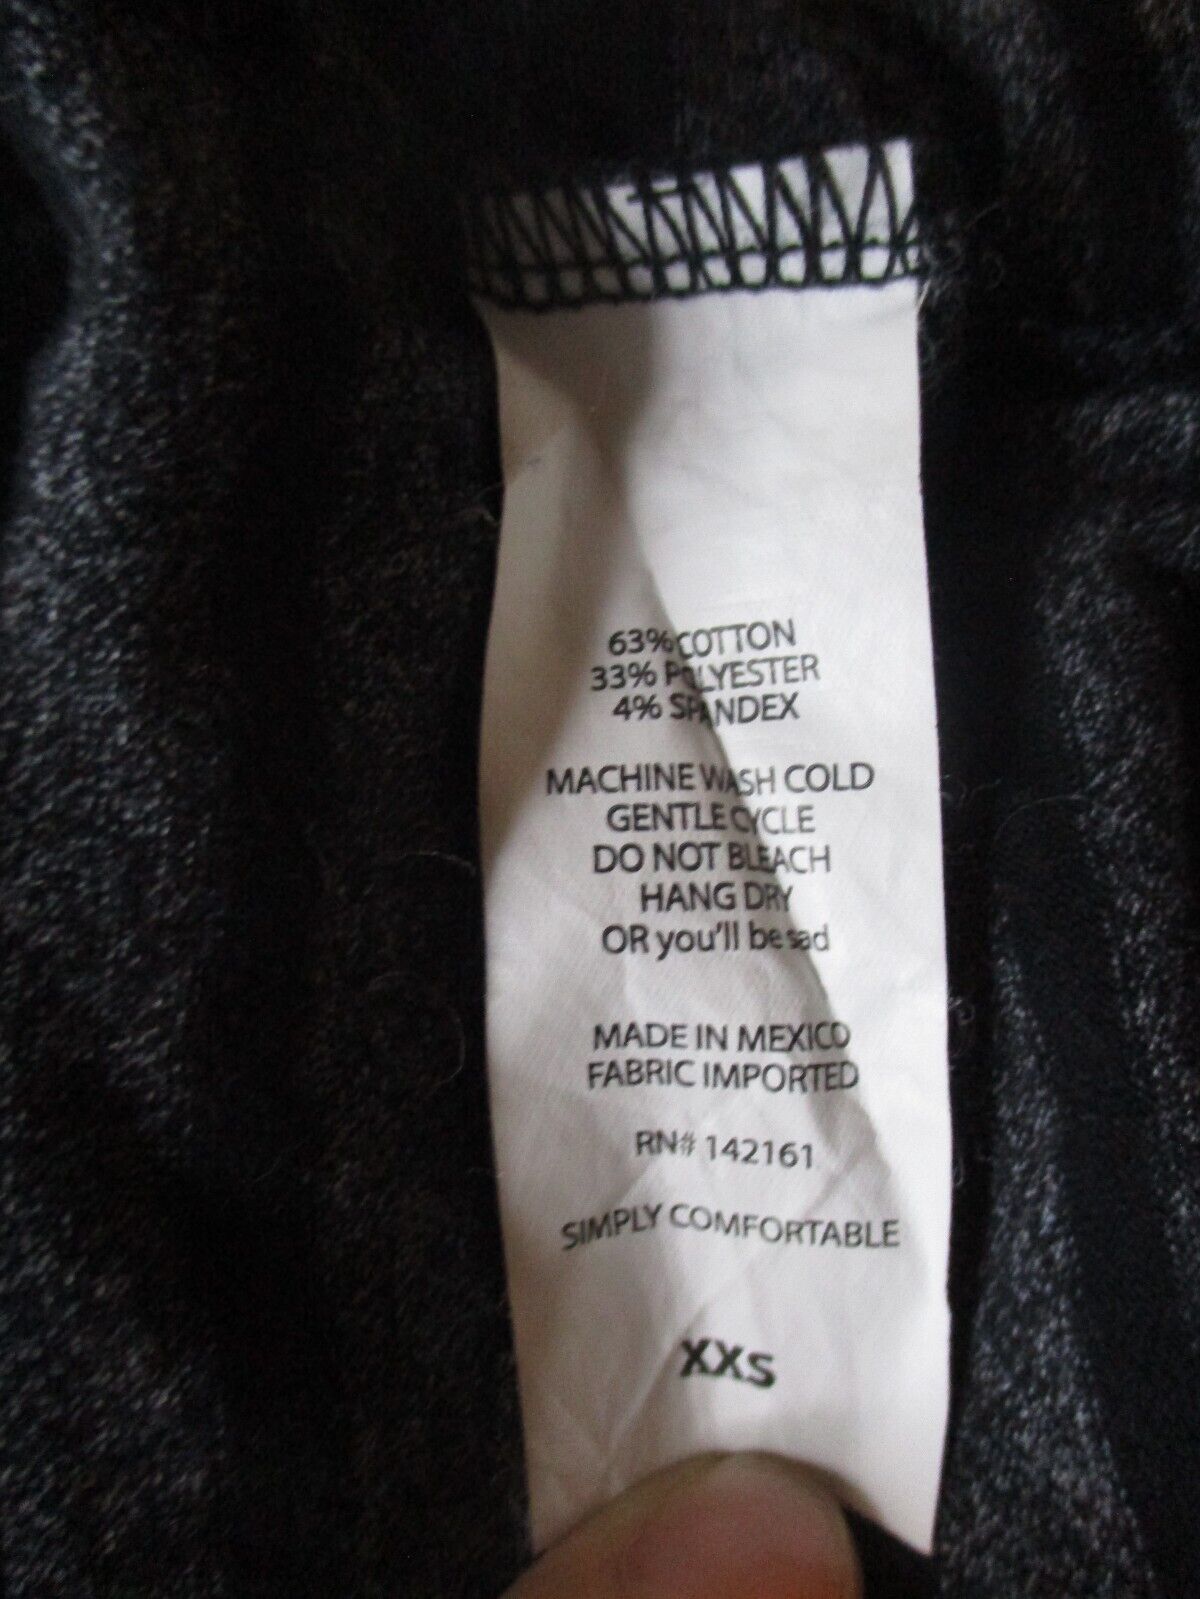 63% COTTON
33% POLYESTER
4% SPANDEX
MACHINE WASH COLD
GENTLE CYCLE
DO NOT BLEACH
HANG DRY
OR you'll be sad
MADE IN MEXICO
FABRIC IMPORTED
RN# 142161
SIMPLY COMFORTABLE
XXS